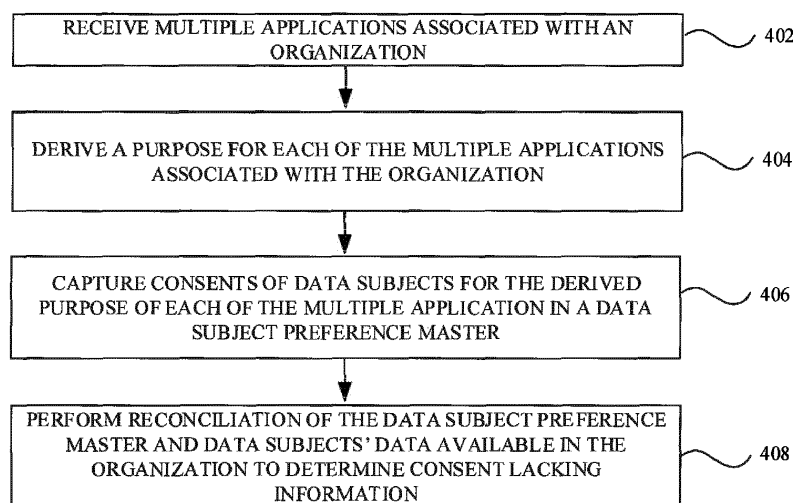 RECEIVE MULTIPLE APPLICATIONS ASSOCIATED WITH AN
ORGANIZATION
402
DERIVE A PURPOSE FOR EACH OF THE MULTIPLE APPLICATIONS
ASSOCIATED WITH THE ORGANIZATION
404
CAPTURE CONSENTS OF DATA SUBJECTS FOR THE DERIVED
PURPOSE OF EACH OF THE MULTIPLE APPLICATION IN A DATA
SUBJECT PREFERENCE MASTER
406
PERFORM RECONCILIATION OF THE DATA SUBJECT PREFERENCE
MASTER AND DATA SUBJECTS' DATA AVAILABLE IN THE
ORGANIZATION TO DETERMINE CONSENT LACKING
INFORMATION
408